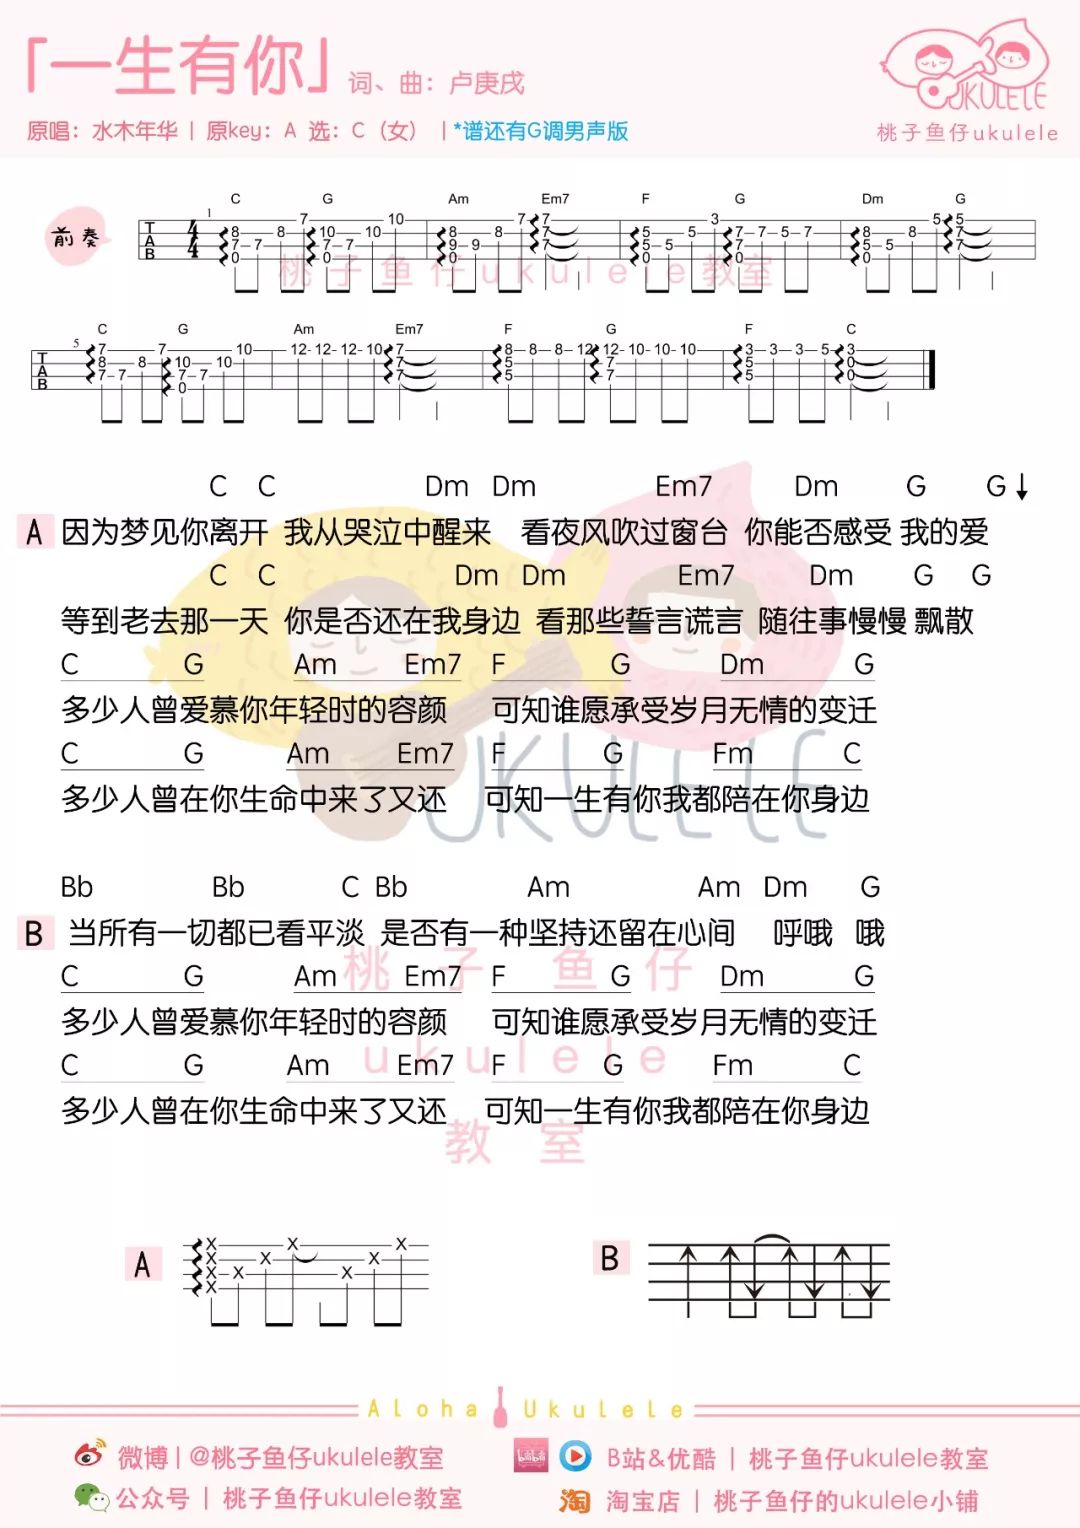 「一生有你」 词、曲：卢庚戌
原唱：水木年华 | 原key：A 选：C（女） | *谱还有G调男声版
UKULELE
桃子鱼仔ukulele
C G Am Em7 F G Dm G
前奏
1
T A B 4 4
8 7 0 7 8 7 10 7 0 7 10 10 8 9 0 9 8 7 7 7 7 5 5 0 5 5 3 7 7 0 7 5 7 8 5 0 5 8 5 5 7 7
桃子鱼仔ukulele教室
C G Am Em7 F G F C
5
T A B
7 8 7 7 8 7 10 7 0 7 10 10 12 12 12 10 7 7 7 8 5 5 8 8 12 12 7 7 10 10 10 3 5 5 3 3 5 3 0 0
C C Dm Dm Em7 Dm G G↓
A 因为梦见你离开 我从哭泣中醒来 看夜风吹过窗台 你能否感受 我的爱
C C Dm Dm Em7 Dm G G
等到老去那一天 你是否还在我身边 看那些誓言谎言 随往事慢慢 飘散
C G Am Em7 F G Dm G
多少人曾爱慕你年轻时的容颜 可知谁愿承受岁月无情的变迁
C G Am Em7 F G Fm C
多少人曾在你生命中来了又还 可知一生有你我都陪在你身边
UKULELE
Bb Bb C Bb Am Am Dm G
B 当所有一切都已看平淡 是否有一种坚持还留在心间 呼哦 哦
桃子鱼仔
C G Am Em7 F G Dm G
多少人曾爱慕你年轻时的容颜 可知谁愿承受岁月无情的变迁
ukulele
C G Am Em7 F G Fm C
多少人曾在你生命中来了又还 可知一生有你我都陪在你身边
教室
A X X X X X X X X X X B
Aloha Ukulele
微博 | @桃子鱼仔ukulele教室 bilibili B站&优酷 | 桃子鱼仔ukulele教室
公众号 | 桃子鱼仔ukulele教室 淘 淘宝店 | 桃子鱼仔的ukulele小铺